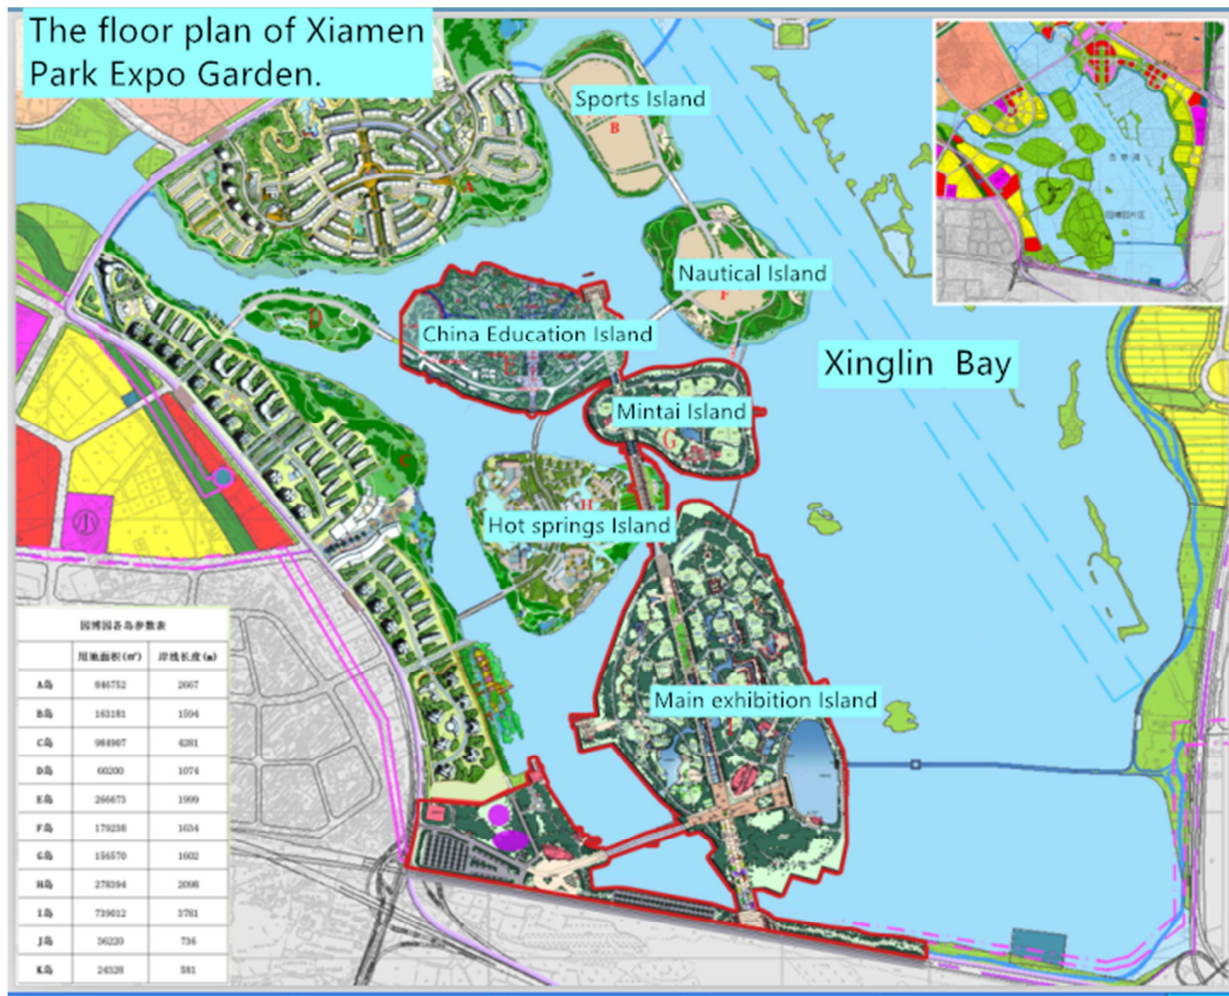 The floor plan of Xiamen
Park Expo Garden.
Sports Island
B
A
Nautical Island
F
China Education Island
E
D
Xinglin Bay
Mintai Island
G
C
H
Hot springs Island
小
Main exhibition Island
I
园博园各岛参数表
用地面积(㎡) 岸线长度(m)
A岛 846752 2667
B岛 163181 1594
C岛 984907 4281
D岛 60200 1074
E岛 266673 1999
F岛 179238 1634
G岛 156570 1602
H岛 278394 2098
I岛 739012 3781
J岛 36220 736
K岛 24328 581